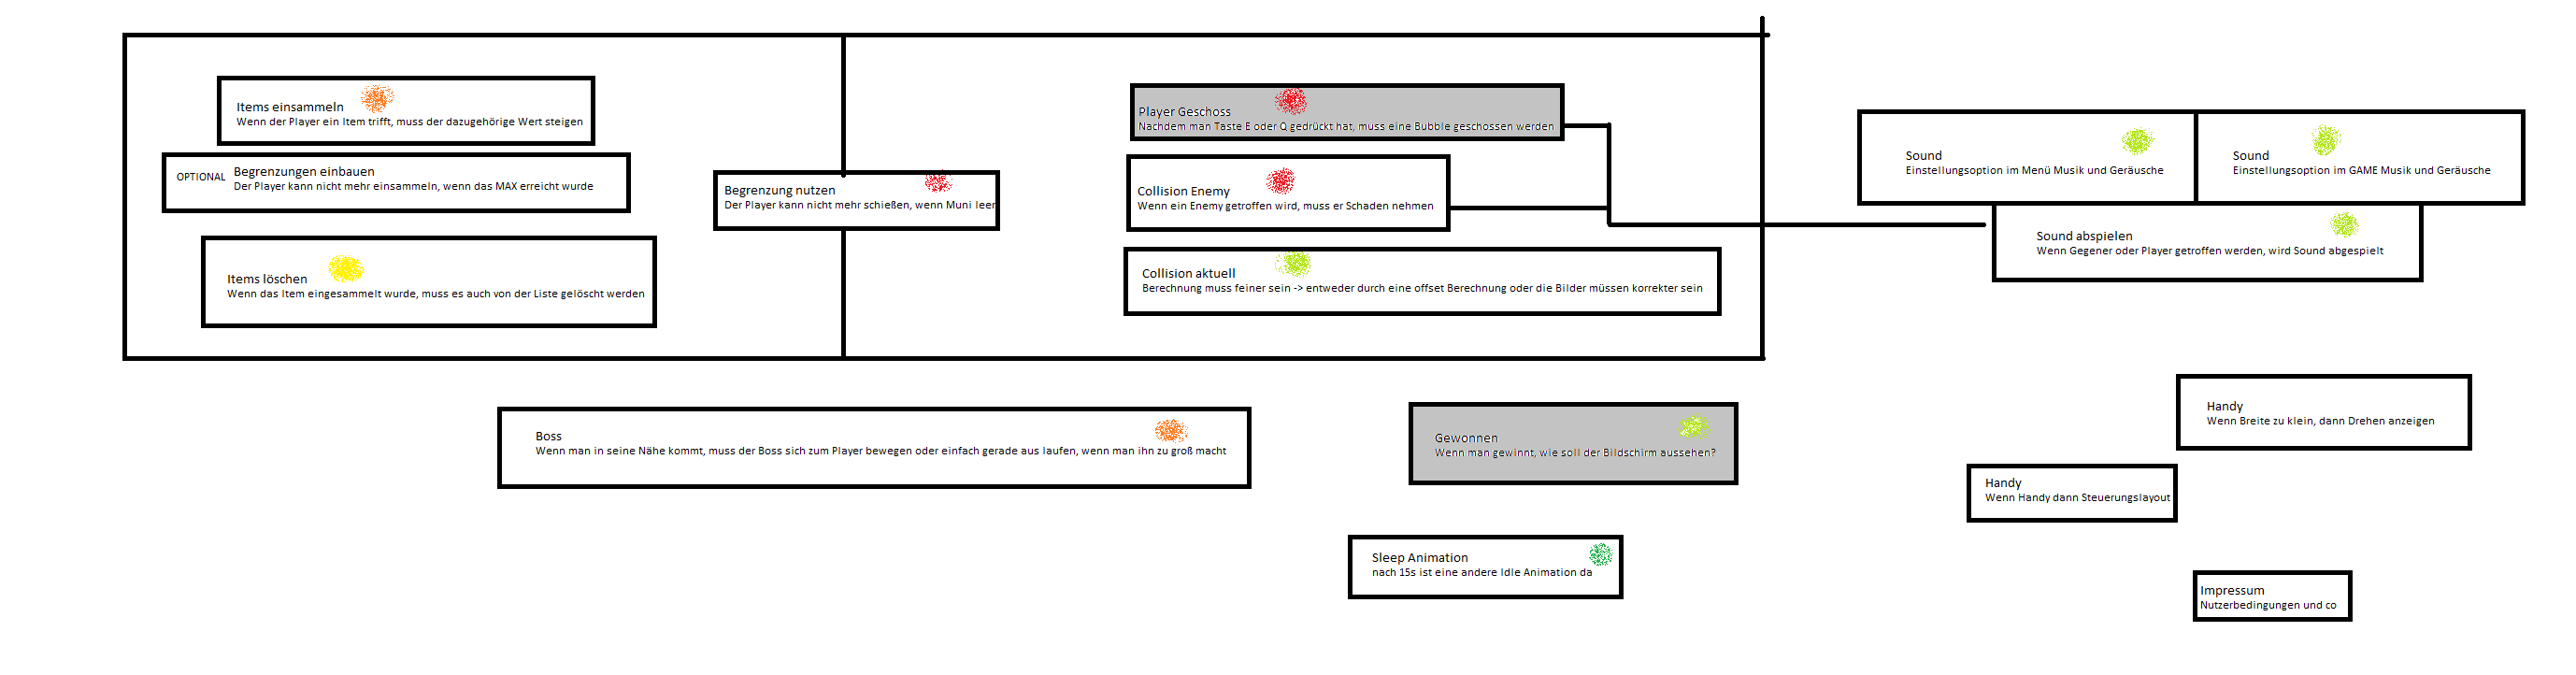 Items einsammeln
Wenn der Player ein Item trifft, muss der dazugehörige Wert steigen
OPTIONAL
Begrenzungen einbauen
Der Player kann nicht mehr einsammeln, wenn das MAX erreicht wurde
Items löschen
Wenn das Item eingesammelt wurde, muss es auch von der Liste gelöscht werden
Begrenzung nutzen
Der Player kann nicht mehr schießen, wenn Muni leer
Player Geschoss
Nachdem man Taste E oder Q gedrückt hat, muss eine Bubble geschossen werden
Collision Enemy
Wenn ein Enemy getroffen wird, muss er Schaden nehmen
Collision aktuell
Berechnung muss feiner sein -> entweder durch eine offset Berechnung oder die Bilder müssen korrekter sein
Sound
Einstellungsoption im Menü Musik und Geräusche
Sound
Einstellungsoption im GAME Musik und Geräusche
Sound abspielen
Wenn Gegener oder Player getroffen werden, wird Sound abgespielt
Boss
Wenn man in seine Nähe kommt, muss der Boss sich zum Player bewegen oder einfach gerade aus laufen, wenn man ihn zu groß macht
Gewonnen
Wenn man gewinnt, wie soll der Bildschirm aussehen?
Handy
Wenn Breite zu klein, dann Drehen anzeigen
Handy
Wenn Handy dann Steuerungslayout
Sleep Animation
nach 15s ist eine andere Idle Animation da
Impressum
Nutzerbedingungen und co